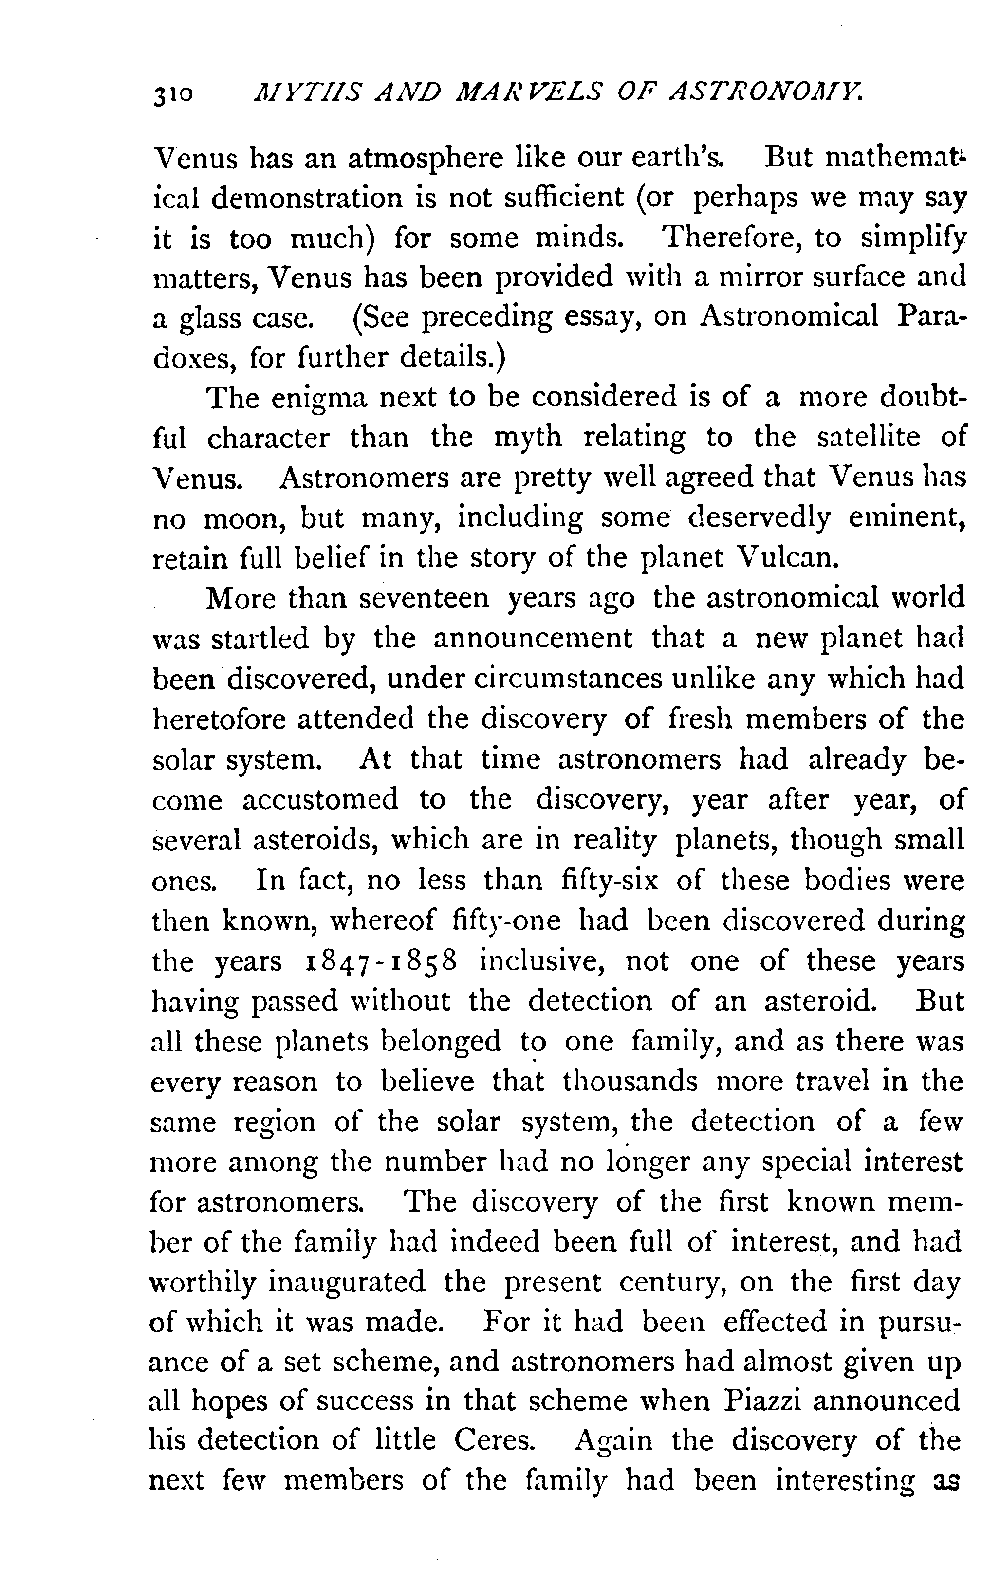 310 MYTHS AND MARVELS OF ASTRONOMY.
Venus has an atmosphere like our earth's. But mathemat-
ical demonstration is not sufficient (or perhaps we may say
it is too much) for some minds. Therefore, to simplify
matters, Venus has been provided with a mirror surface and
a glass case. (See preceding essay, on Astronomical Para-
doxes, for further details.)
The enigma next to be considered is of a more doubt-
ful character than the myth relating to the satellite of
Venus. Astronomers are pretty well agreed that Venus has
no moon, but many, including some deservedly eminent,
retain full belief in the story of the planet Vulcan.
More than seventeen years ago the astronomical world
was startled by the announcement that a new planet had
been discovered, under circumstances unlike any which had
heretofore attended the discovery of fresh members of the
solar system. At that time astronomers had already be-
come accustomed to the discovery, year after year, of
several asteroids, which are in reality planets, though small
ones. In fact, no less than fifty-six of these bodies were
then known, whereof fifty-one had been discovered during
the years 1847-1858 inclusive, not one of these years
having passed without the detection of an asteroid. But
all these planets belonged to one family, and as there was
every reason to believe that thousands more travel in the
same region of the solar system, the detection of a few
more among the number had no longer any special interest
for astronomers. The discovery of the first known mem-
ber of the family had indeed been full of interest, and had
worthily inaugurated the present century, on the first day
of which it was made. For it had been effected in pursu-
ance of a set scheme, and astronomers had almost given up
all hopes of success in that scheme when Piazzi announced
his detection of little Ceres. Again the discovery of the
next few members of the family had been interesting as